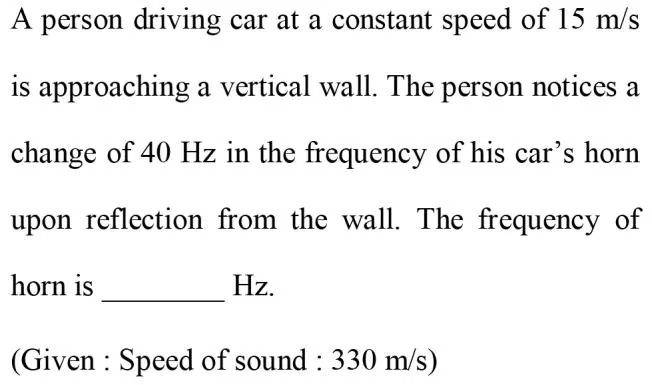 A person driving car at a constant speed of 15 m/s
is approaching a vertical wall. The person notices a
change of 40 Hz in the frequency of his car’s horn
upon reflection from the wall. The frequency of
horn is ________ Hz.
(Given : Speed of sound : 330 m/s)